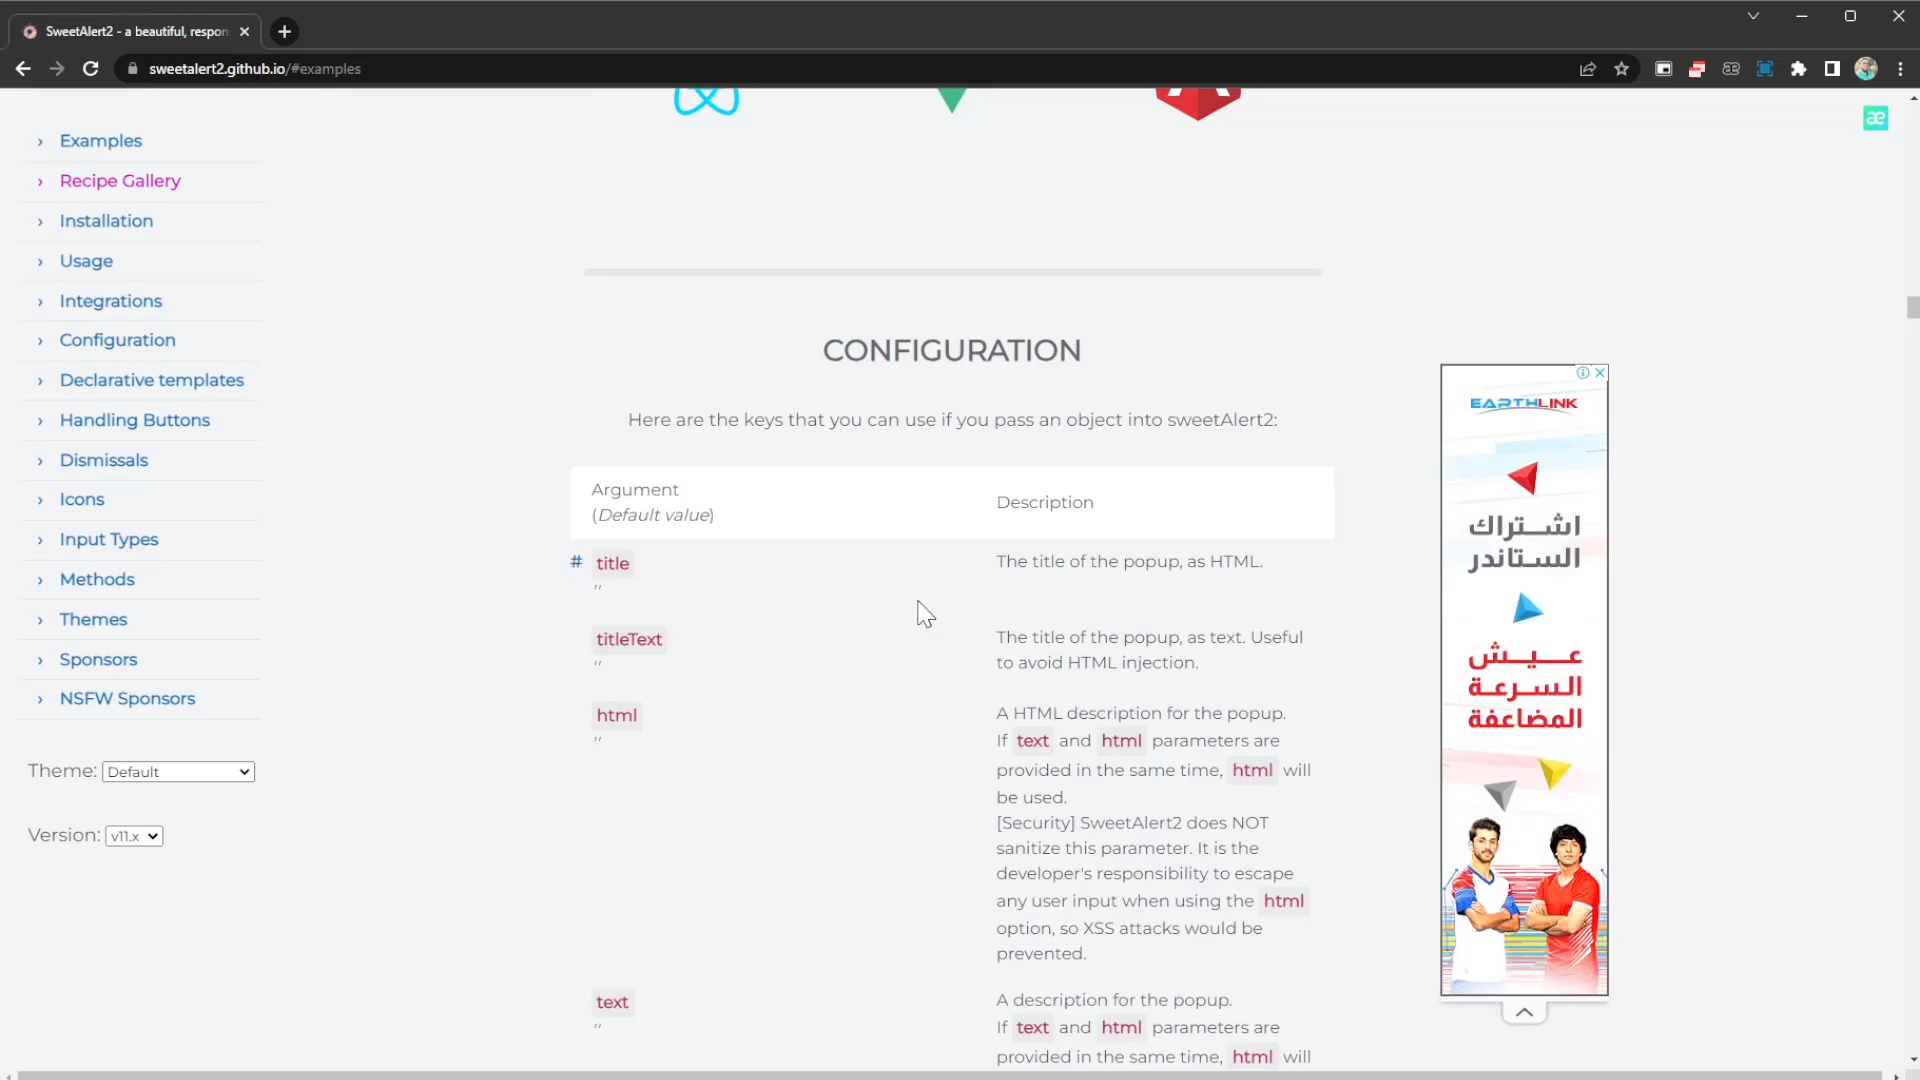 SweetAlert2 - a beautiful, respon
sweetalert2.github.io/#examples
æ
Examples
Recipe Gallery
Installation
Usage
Integrations
Configuration
Declarative templates
Handling Buttons
Dismissals
Icons
Input Types
Methods
Themes
Sponsors
NSFW Sponsors
Theme: Default
Version: v11.x
CONFIGURATION
Here are the keys that you can use if you pass an object into sweetAlert2:
Argument
(Default value)
Description
# title
''
The title of the popup, as HTML.
titleText
''
The title of the popup, as text. Useful
to avoid HTML injection.
html
''
A HTML description for the popup.
If text and html parameters are
provided in the same time, html will
be used.
[Security] SweetAlert2 does NOT
sanitize this parameter. It is the
developer's responsibility to escape
any user input when using the html
option, so XSS attacks would be
prevented.
text
''
A description for the popup.
If text and html parameters are
provided in the same time, html will
EARTHLINK
اشتراك
الستاندر
عيش
السرعة
المضاعفة